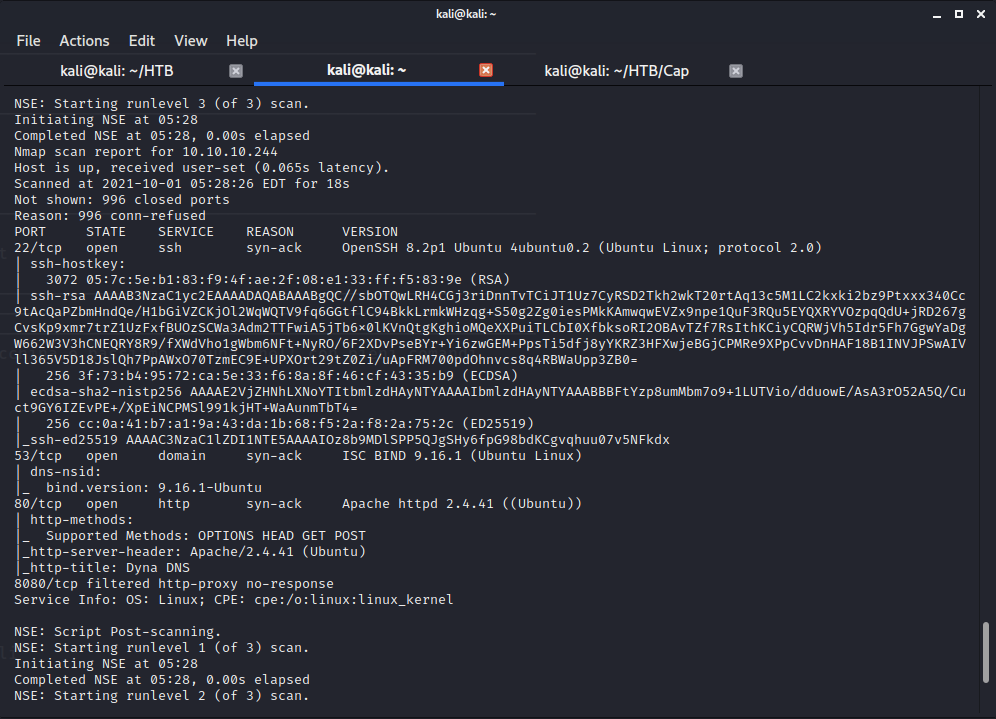 kali@kali: ~
File Actions Edit View Help
kali@kali: ~/HTB kali@kali: ~ kali@kali: ~/HTB/Cap
NSE: Starting runlevel 3 (of 3) scan.
Initiating NSE at 05:28
Completed NSE at 05:28, 0.00s elapsed
Nmap scan report for 10.10.10.244
Host is up, received user-set (0.065s latency).
Scanned at 2021-10-01 05:28:26 EDT for 18s
Not shown: 996 closed ports
Reason: 996 conn-refused
PORT     STATE    SERVICE    REASON      VERSION
22/tcp   open     ssh        syn-ack     OpenSSH 8.2p1 Ubuntu 4ubuntu0.2 (Ubuntu Linux; protocol 2.0)
| ssh-hostkey:
|   3072 05:7c:5e:b1:83:f9:4f:ae:2f:08:e1:33:ff:f5:83:9e (RSA)
| ssh-rsa AAAAB3NzaC1yc2EAAAADAQABAAABgQC//sbOTQwLRH4CGj3riDnnTvTCiJT1Uz7CyRSD2Tkh2wkT20rtAq13c5M1LC2kxki2bz9Ptxxx340Cc
9tAcQaPZbmHndQe/H1bGiVZCKjOl2WqWQTV9fq6GGtflC94BkkLrmkWHzqg+S50g2Zg0iesPMkKAmwqwEVZx9npe1QuF3RQu5EYQXRYVOzpqQdU+jRD267g
CvsKp9xmr7trZ1UzFxfBUOzSCWa3Adm2TTFwiA5jTb6×0lKVnQtgKghioMQeXXPuiTLCbI0XfbksoRI2OBAvTZf7RsIthKCiyCQRWjVh5Idr5Fh7GgwYaDg
W662W3V3hCNEQRY8R9/fXWdVho1gWbm6NFt+NyRO/6F2XDvPseBYr+Yi6zwGEM+PpsTi5dfj8yYKRZ3HFXwjeBGjCPMRe9XPpCvvDnHAF18B1INVJPSwAIV
ll365V5D18JslQh7PpAWxO70TzmEC9E+UPXOrt29tZ0Zi/uApFRM700pdOhnvcs8q4RBWaUpp3ZB0=
|   256 3f:73:b4:95:72:ca:5e:33:f6:8a:8f:46:cf:43:35:b9 (ECDSA)
| ecdsa-sha2-nistp256 AAAAE2VjZHNhLXNoYTItbmlzdHAyNTYAAAAIbmlzdHAyNTYAAABBBFtYzp8umMbm7o9+1LUTVio/dduowE/AsA3rO52A5Q/Cu
ct9GY6IZEvPE+/XpEiNCPMSl991kjHT+WaAunmTbT4=
|   256 cc:0a:41:b7:a1:9a:43:da:1b:68:f5:2a:f8:2a:75:2c (ED25519)
|_ssh-ed25519 AAAAC3NzaC1lZDI1NTE5AAAAIOz8b9MDlSPP5QJgSHy6fpG98bdKCgvqhuu07v5NFkdx
53/tcp   open     domain     syn-ack     ISC BIND 9.16.1 (Ubuntu Linux)
| dns-nsid:
|_  bind.version: 9.16.1-Ubuntu
80/tcp   open     http       syn-ack     Apache httpd 2.4.41 ((Ubuntu))
| http-methods:
|_  Supported Methods: OPTIONS HEAD GET POST
|_http-server-header: Apache/2.4.41 (Ubuntu)
|_http-title: Dyna DNS
8080/tcp filtered http-proxy no-response
Service Info: OS: Linux; CPE: cpe:/o:linux:linux_kernel
NSE: Script Post-scanning.
NSE: Starting runlevel 1 (of 3) scan.
Initiating NSE at 05:28
Completed NSE at 05:28, 0.00s elapsed
NSE: Starting runlevel 2 (of 3) scan.